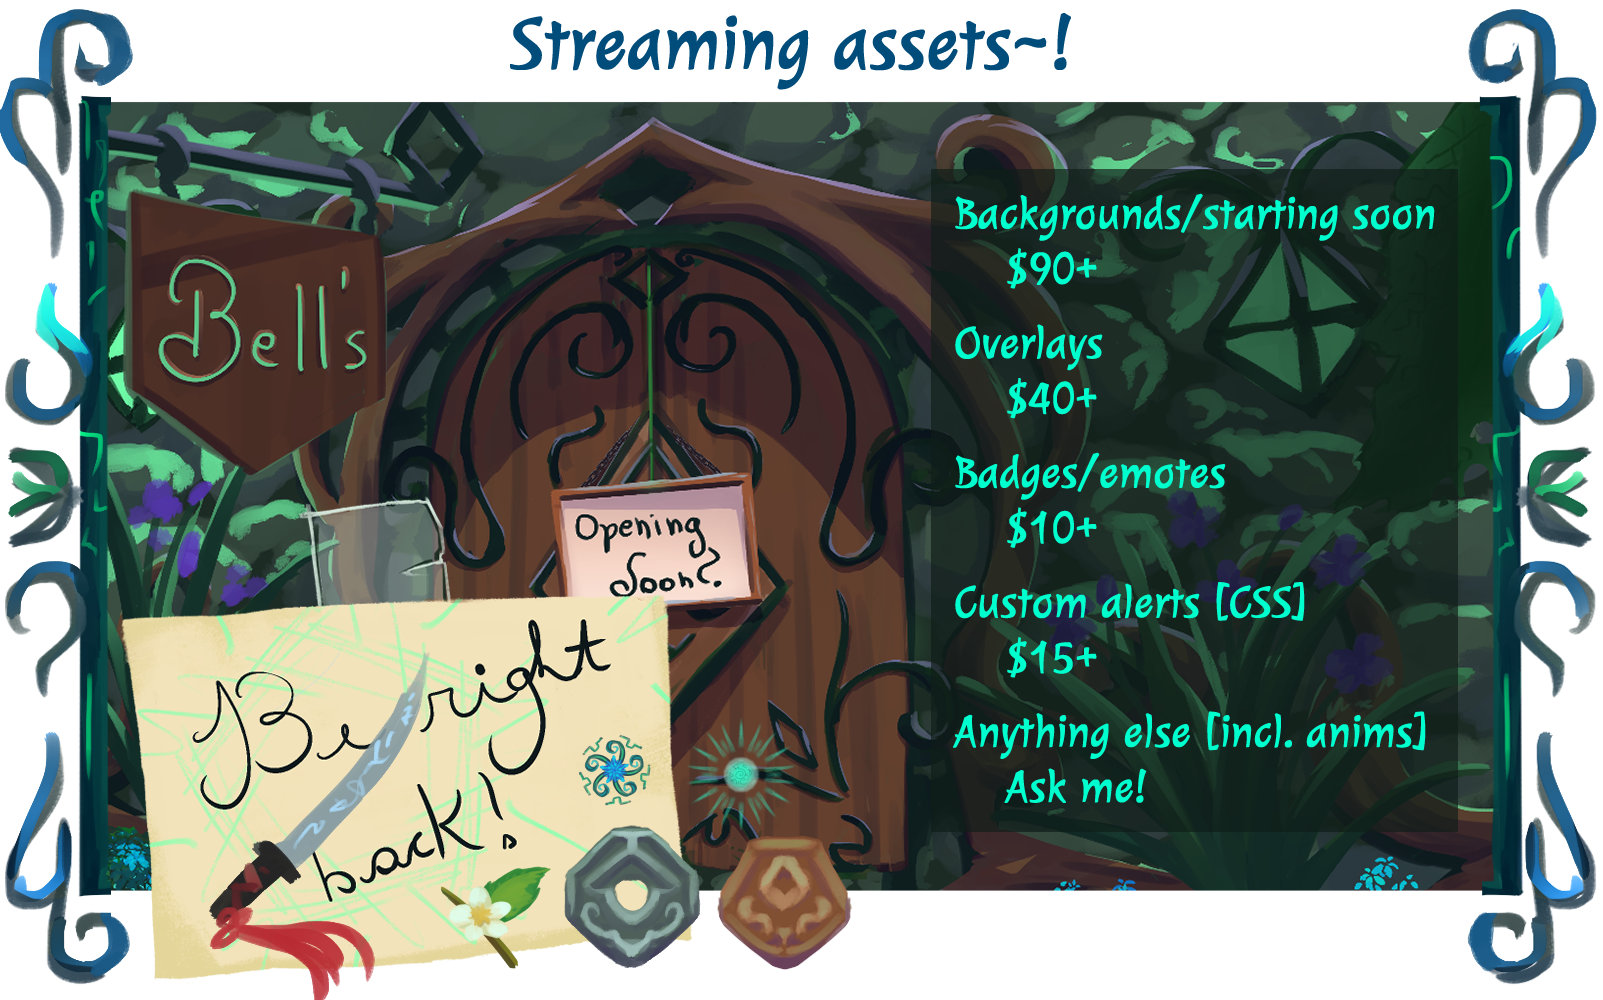 Streaming assets~!
Bell's
Opening
Soon?
Be right
back!
Backgrounds/starting soon
$90+
Overlays
$40+
Badges/emotes
$10+
Custom alerts [CSS]
$15+
Anything else [incl. anims]
Ask me!